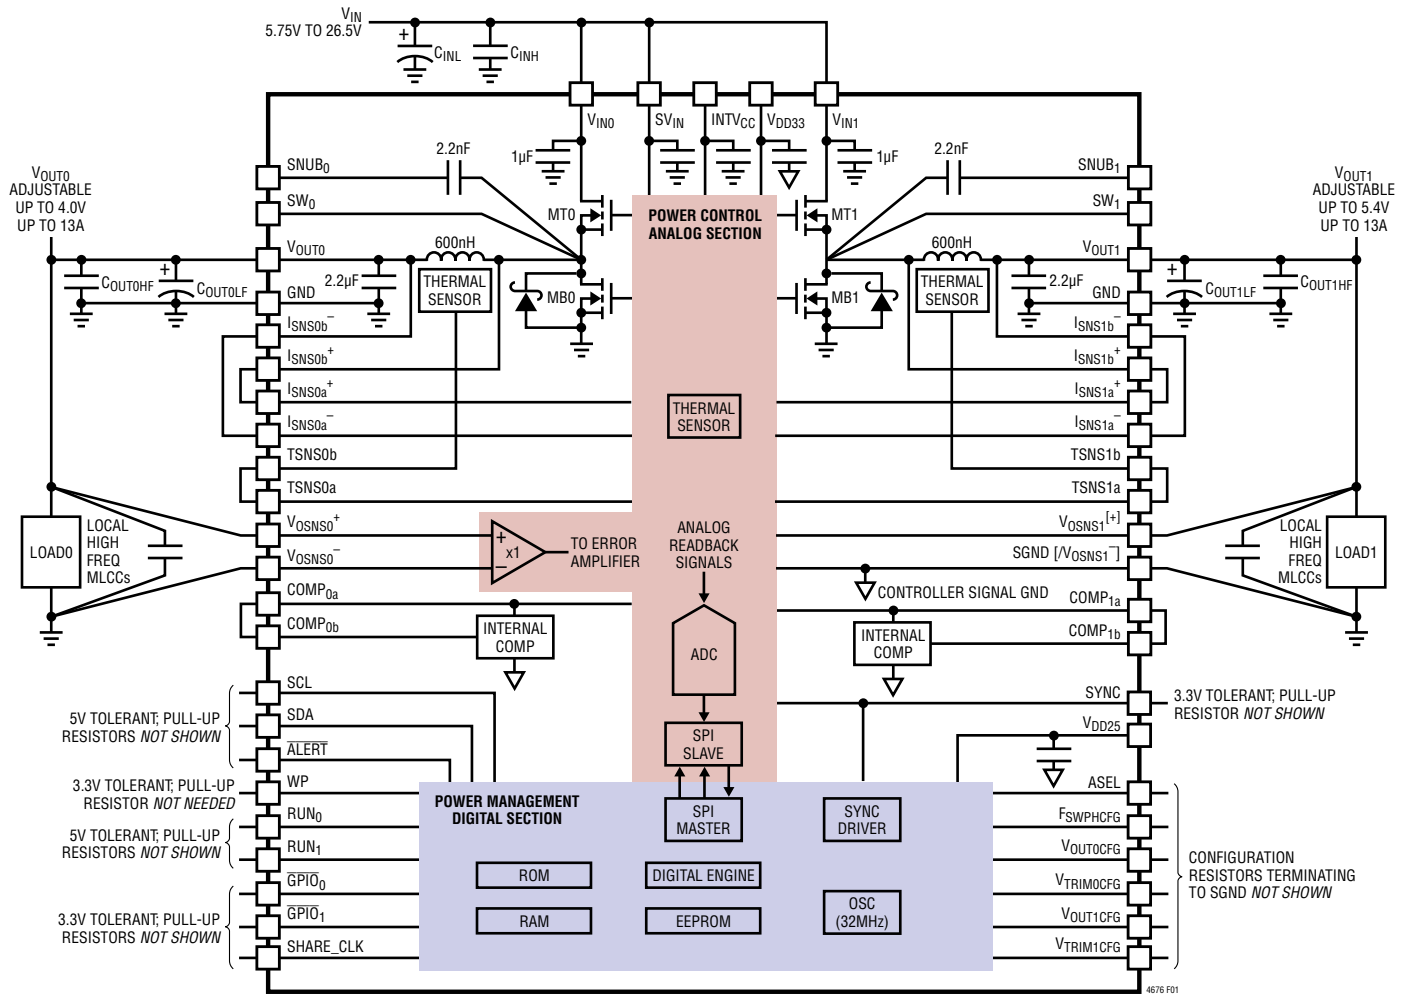 VIN
5.75V TO 26.5V
+
CINL
CINH
VIN0
SVIN
INTVCC
VDD33
VIN1
1µF
1µF
2.2nF
2.2nF
SNUB0
SNUB1
SW0
SW1
VOUT0
ADJUSTABLE
UP TO 4.0V
UP TO 13A
VOUT1
ADJUSTABLE
UP TO 5.4V
UP TO 13A
MT0
MT1
POWER CONTROL
ANALOG SECTION
VOUT0
600nH
600nH
VOUT1
COUT0HF
+
COUT0LF
GND
2.2µF
THERMAL
SENSOR
MB0
MB1
THERMAL
SENSOR
2.2µF
GND
+
COUT1LF
COUT1HF
ISNS0b–
ISNS1b–
ISNS0b+
ISNS1b+
ISNS0a+
ISNS1a+
THERMAL
SENSOR
ISNS0a–
ISNS1a–
TSNS0b
TSNS1b
TSNS0a
TSNS1a
LOAD0
LOCAL
HIGH
FREQ
MLCCs
VOSNS0+
VOSNS0–
+
–
x1
TO ERROR
AMPLIFIER
ANALOG
READBACK
SIGNALS
VOSNS1[+]
SGND [/VOSNS1–]
LOCAL
HIGH
FREQ
MLCCs
LOAD1
CONTROLLER SIGNAL GND
COMP0a
COMP1a
COMP0b
COMP1b
INTERNAL
COMP
INTERNAL
COMP
ADC
SCL
SDA
ALERT
5V TOLERANT; PULL-UP
RESISTORS NOT SHOWN
SYNC
3.3V TOLERANT; PULL-UP
RESISTOR NOT SHOWN
VDD25
SPI
SLAVE
WP
3.3V TOLERANT; PULL-UP
RESISTOR NOT NEEDED
POWER MANAGEMENT
DIGITAL SECTION
SPI
MASTER
SYNC
DRIVER
ASEL
RUN0
RUN1
5V TOLERANT; PULL-UP
RESISTORS NOT SHOWN
FSWPHCFG
VOUT0CFG
VTRIM0CFG
VOUT1CFG
VTRIM1CFG
CONFIGURATION
RESISTORS TERMINATING
TO SGND NOT SHOWN
ROM
DIGITAL ENGINE
RAM
EEPROM
OSC
(32MHz)
GPIO0
GPIO1
SHARE_CLK
3.3V TOLERANT; PULL-UP
RESISTORS NOT SHOWN
4676 F01